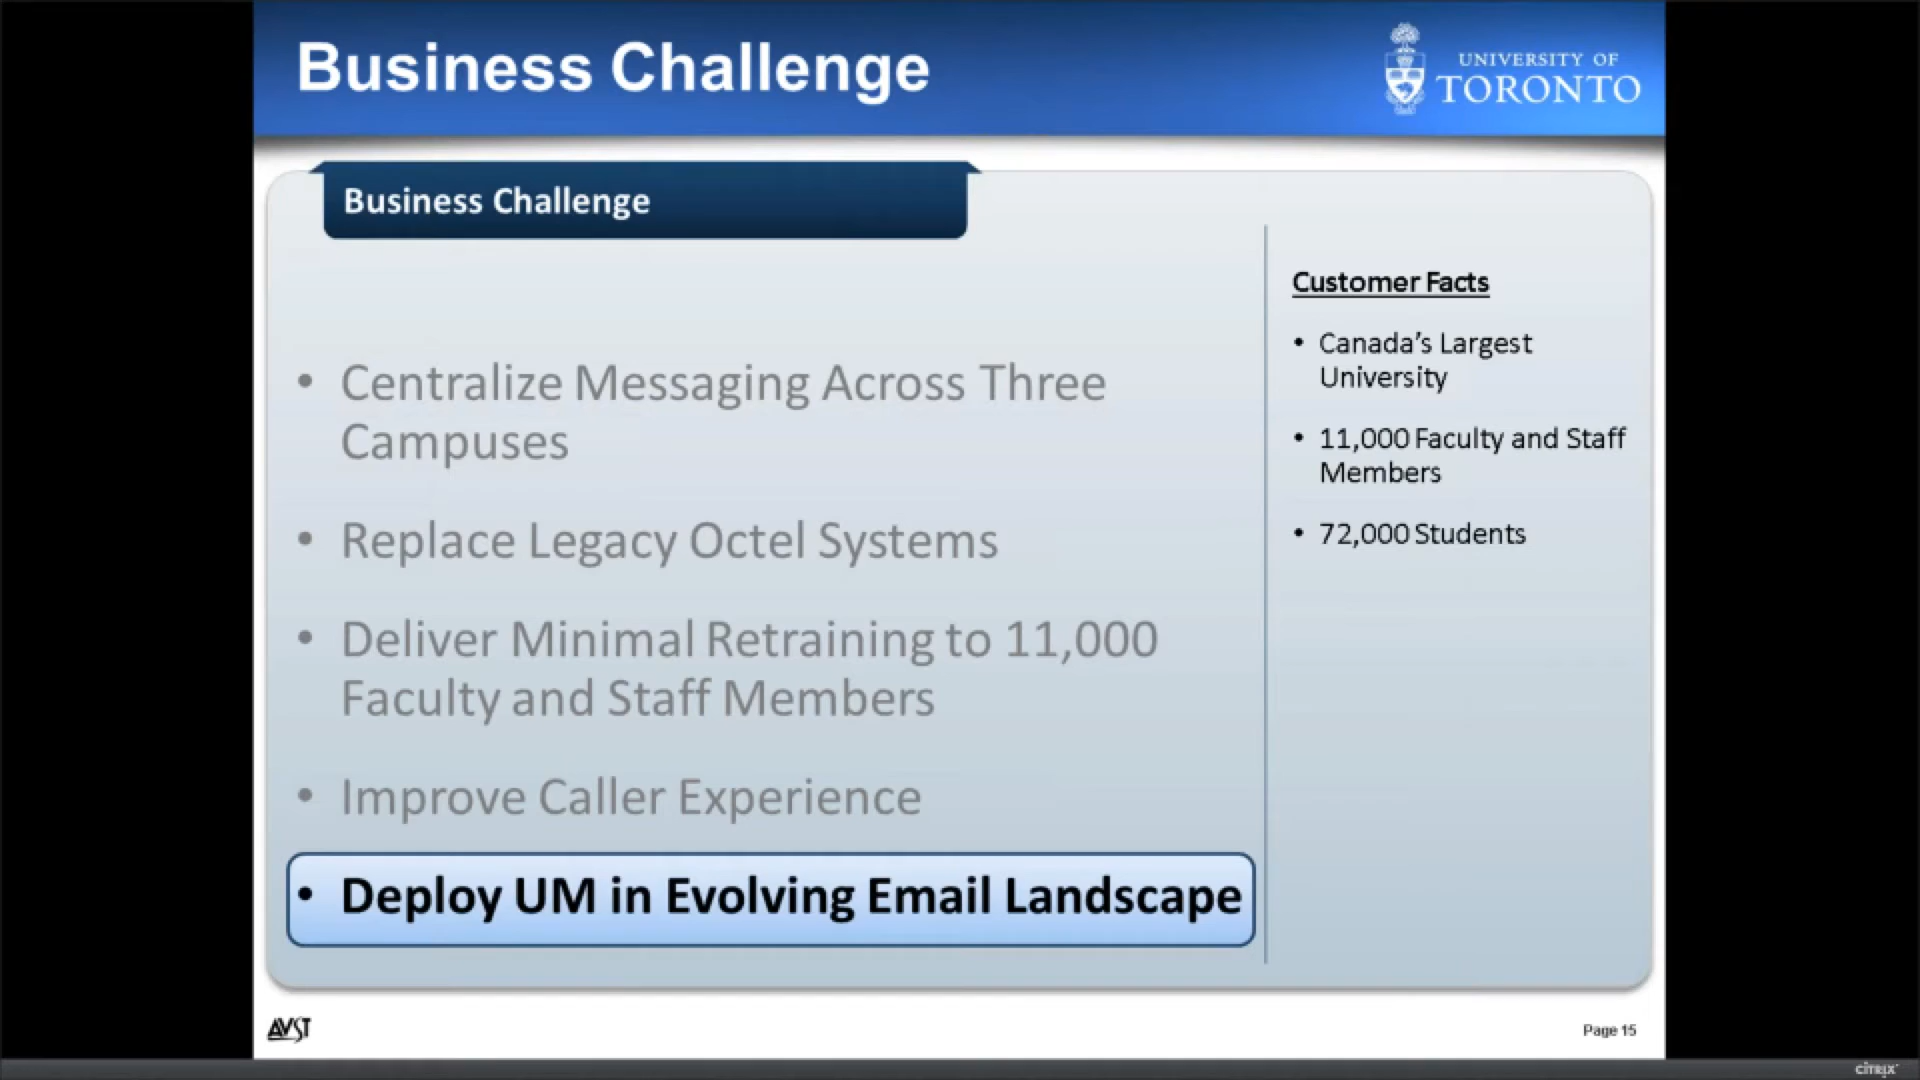 Business Challenge
UNIVERSITY OF
TORONTO
Business Challenge
• Centralize Messaging Across Three
Campuses
• Replace Legacy Octel Systems
• Deliver Minimal Retraining to 11,000
Faculty and Staff Members
• Improve Caller Experience
• Deploy UM in Evolving Email Landscape
Customer Facts
• Canada's Largest
University
• 11,000 Faculty and Staff
Members
• 72,000 Students
AVST
Page 15
CITRIX